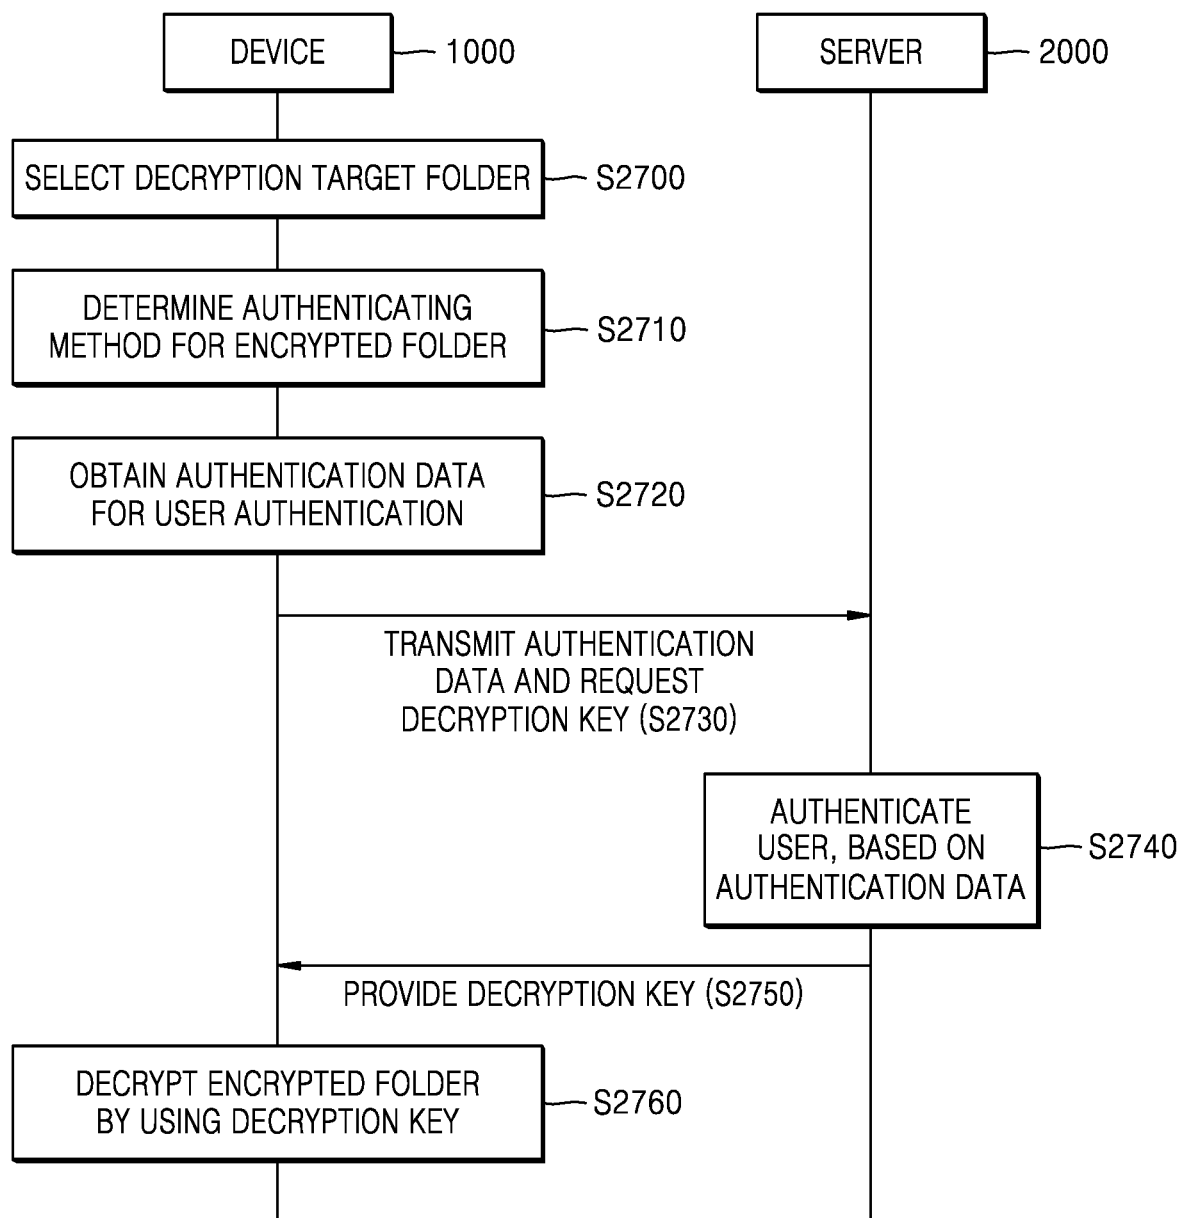 DEVICE
1000
SERVER
2000
SELECT DECRYPTION TARGET FOLDER
S2700
DETERMINE AUTHENTICATING
METHOD FOR ENCRYPTED FOLDER
S2710
OBTAIN AUTHENTICATION DATA
FOR USER AUTHENTICATION
S2720
TRANSMIT AUTHENTICATION
DATA AND REQUEST
DECRYPTION KEY (S2730)
AUTHENTICATE
USER, BASED ON
AUTHENTICATION DATA
S2740
PROVIDE DECRYPTION KEY (S2750)
DECRYPT ENCRYPTED FOLDER
BY USING DECRYPTION KEY
S2760